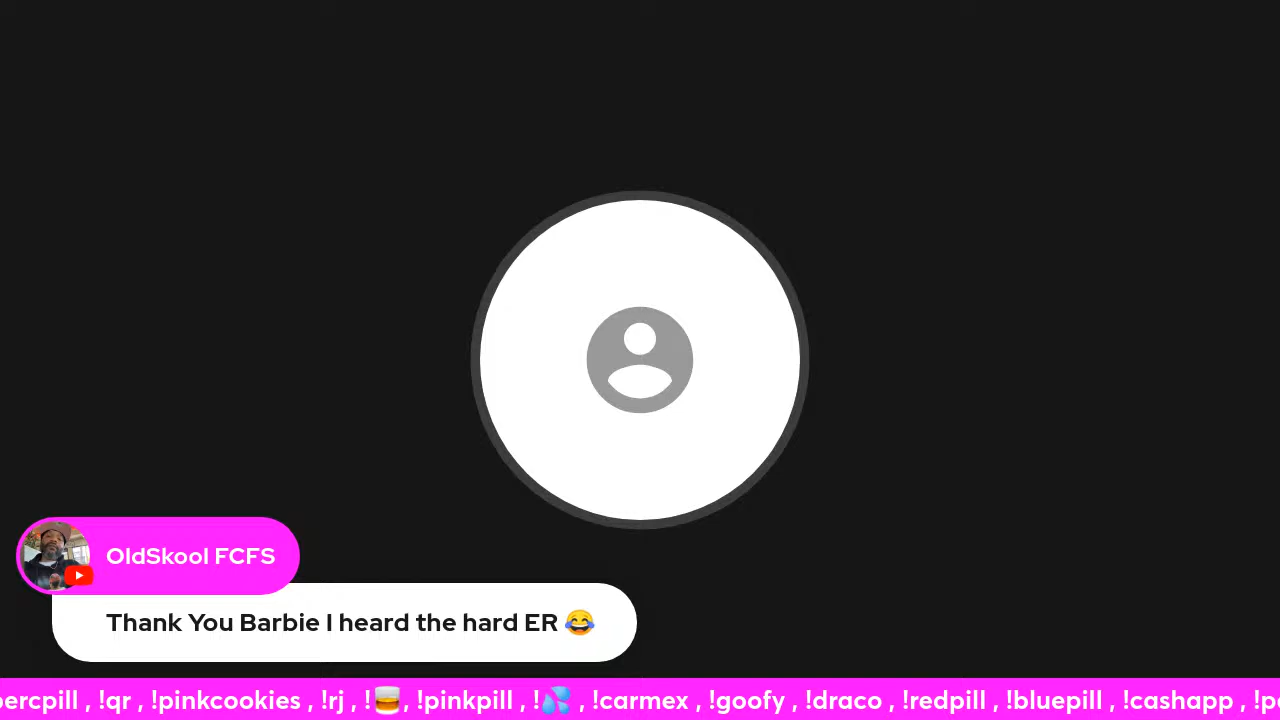 OldSkool FCFS
Thank You Barbie I heard the hard ER 😂
percpill , !qr , !pinkcookies , !rj , !🥃, !pinkpill , !💦 , !carmex , !goofy , !draco , !redpill , !bluepill , !cashapp ,